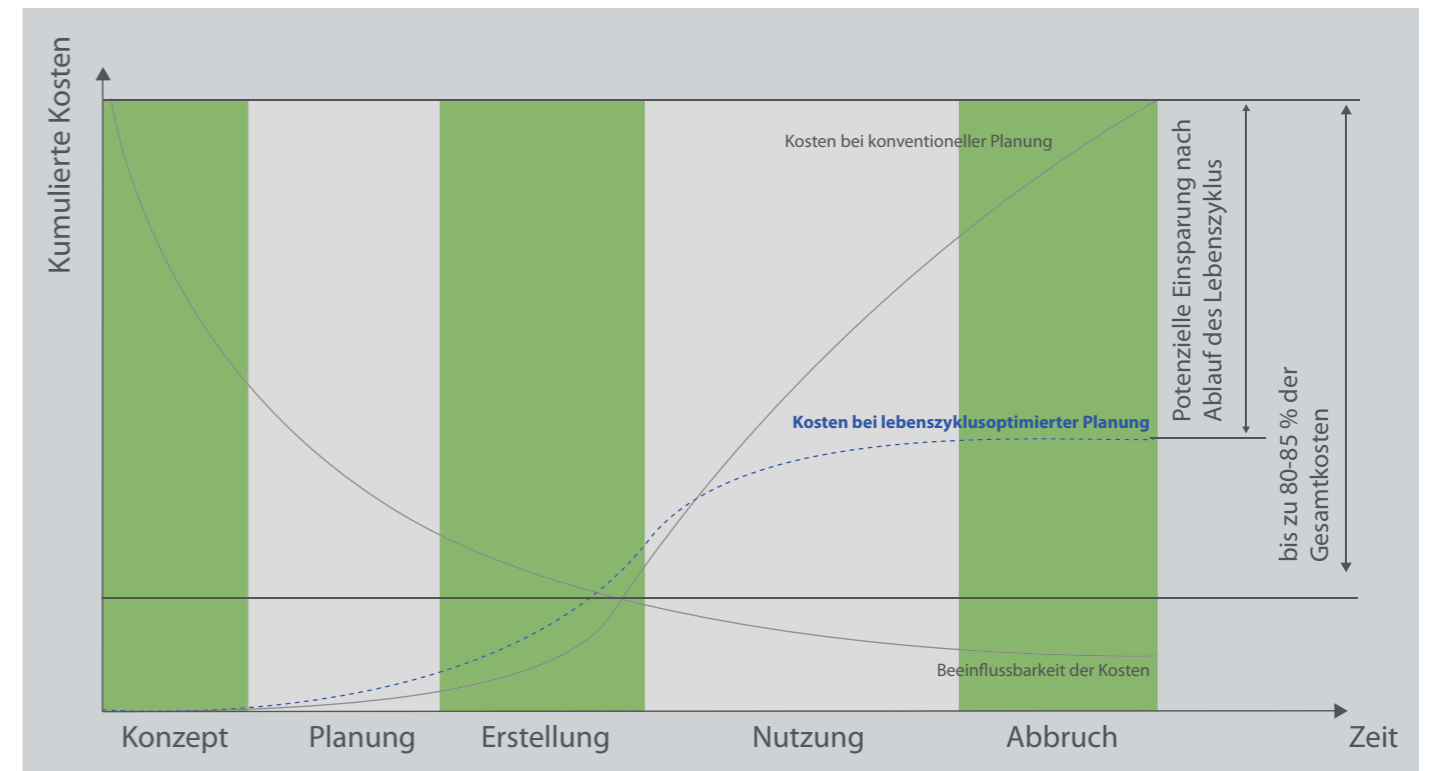 Kumulierte Kosten
Kosten bei konventioneller Planung
Kosten bei lebenszyklusoptimierter Planung
Beeinflussbarkeit der Kosten
Potenzielle Einsparung nach
Ablauf des Lebenszyklus
bis zu 80-85 % der
Gesamtkosten
Konzept
Planung
Erstellung
Nutzung
Abbruch
Zeit